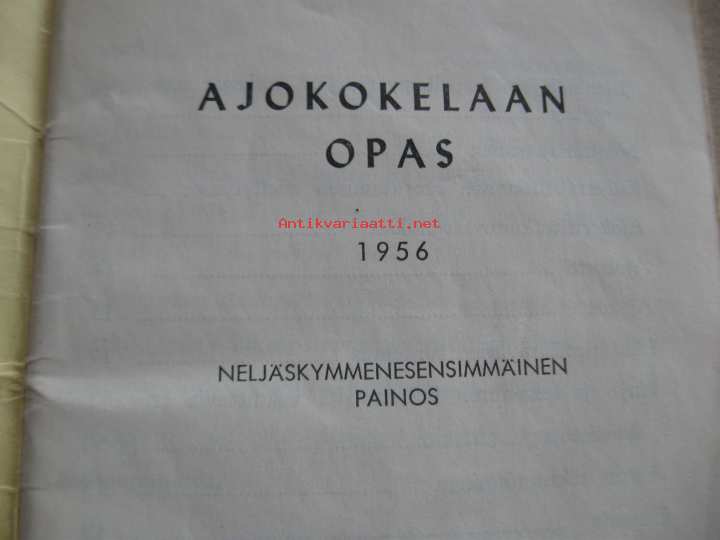 AJOKOKELAAN
OPAS
Antikvariaatti.net
1956
NELJÄSKYMMENESENSIMMÄINEN
PAINOS